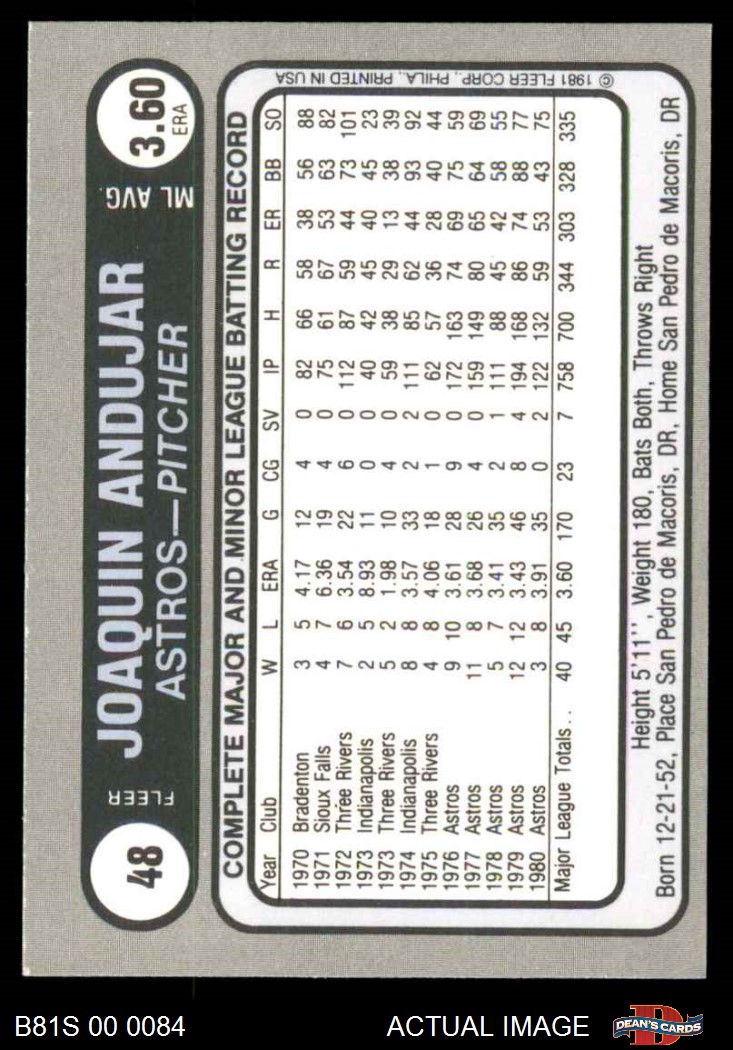 48
FLEER
JOAQUIN ANDUJAR
ASTROS—PITCHER
ML AVG.
3.60
ERA
COMPLETE MAJOR AND MINOR LEAGUE BATTING RECORD
Year Club W L ERA G CG SV IP H R ER BB SO
1970 Bradenton 3 5 4.17 12 4 0 82 66 58 38 56 88
1971 Sioux Falls 4 7 6.36 19 4 0 75 61 67 53 63 82
1972 Three Rivers 7 6 3.54 22 6 0 112 87 59 44 73 101
1973 Indianapolis 2 5 8.93 11 0 0 40 42 45 40 45 23
1973 Three Rivers 5 2 1.98 10 4 0 59 38 29 13 38 39
1974 Indianapolis 8 8 3.57 33 2 2 111 85 62 44 93 92
1975 Three Rivers 4 8 4.06 18 1 0 62 57 36 28 40 44
1976 Astros 9 10 3.61 28 9 0 172 163 74 69 75 59
1977 Astros 11 8 3.68 26 4 0 159 149 80 65 64 69
1978 Astros 5 7 3.41 35 2 1 111 88 45 42 58 55
1979 Astros 12 12 3.43 46 8 4 194 168 86 74 88 77
1980 Astros 3 8 3.91 35 0 2 122 132 59 53 43 75
Major League Totals . . 40 45 3.60 170 23 7 758 700 344 303 328 335
Height 5'11'', Weight 180, Bats Both, Throws Right
Born 12-21-52, Place San Pedro de Macoris, DR, Home San Pedro de Macoris, DR
© 1981 FLEER CORP., PHILA., PRINTED IN USA
B81S 00 0084
ACTUAL IMAGE
D
DEAN'S CARDS